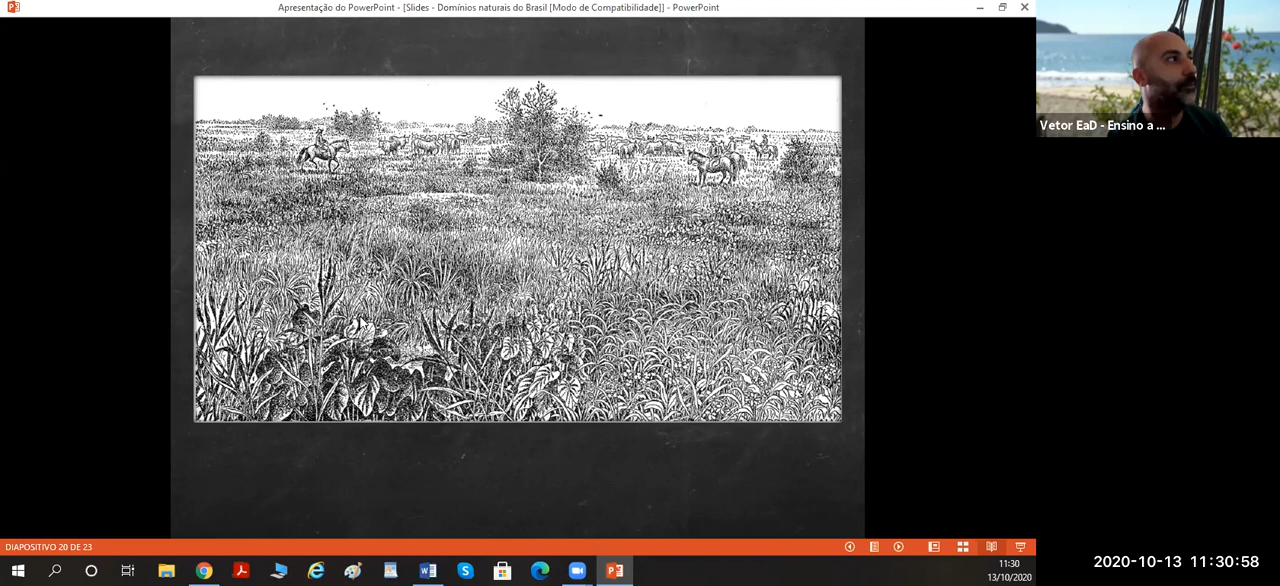 Apresentação do PowerPoint - [Slides - Domínios naturais do Brasil [Modo de Compatibilidade]] - PowerPoint
Vetor EaD - Ensino a ...
DIAPOSITIVO 20 DE 23
11:30
13/10/2020
2020-10-13 11:30:58